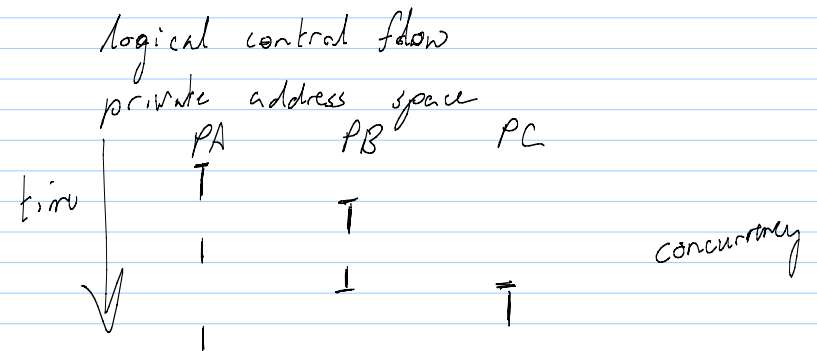 logical control flow
private address space
PA PB PC
time
concurrency